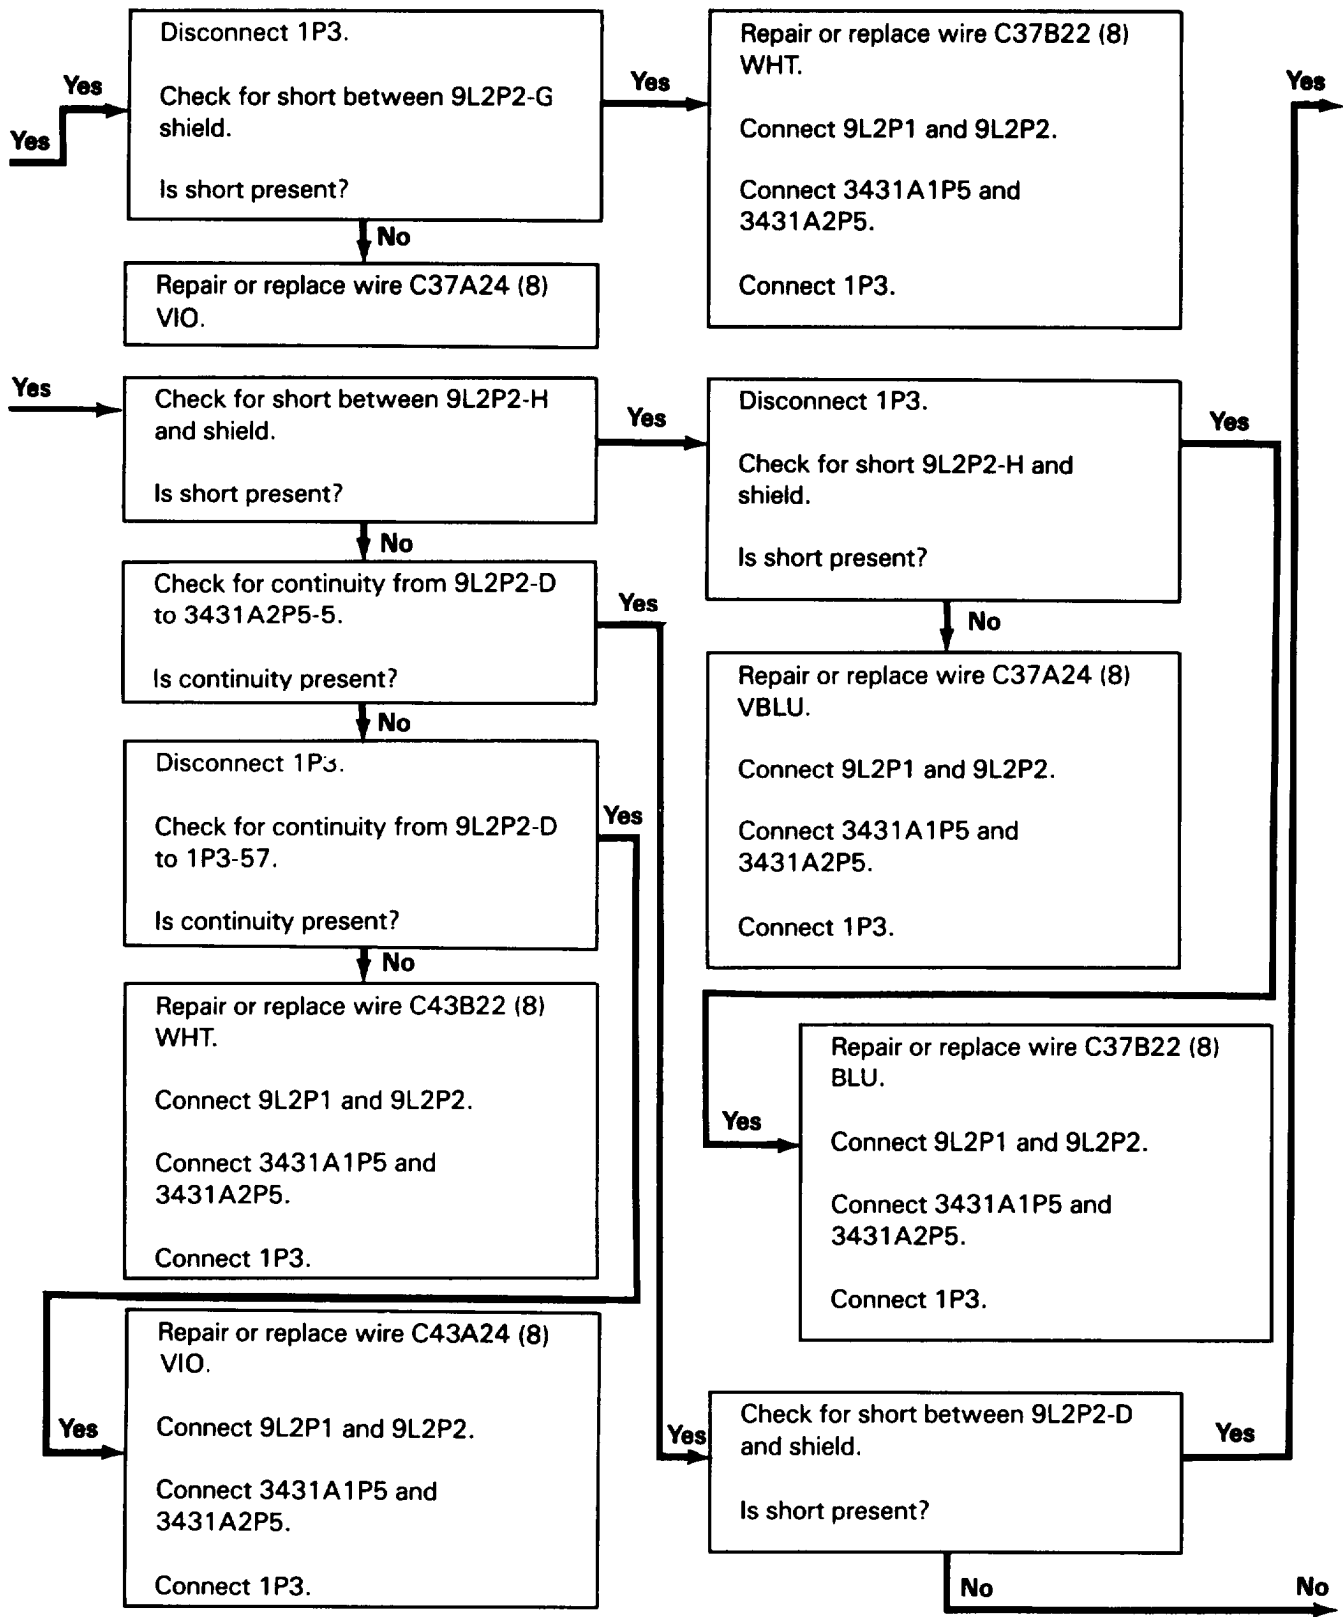 Yes
Yes
Disconnect 1P3.
Check for short between 9L2P2-G
shield.
Is short present?
Yes
Repair or replace wire C37B22 (8)
WHT.
Connect 9L2P1 and 9L2P2.
Connect 3431A1P5 and
3431A2P5.
Connect 1P3.
Yes
No
Repair or replace wire C37A24 (8)
VIO.
Yes
Check for short between 9L2P2-H
and shield.
Is short present?
Yes
Disconnect 1P3.
Check for short 9L2P2-H and
shield.
Is short present?
Yes
No
Check for continuity from 9L2P2-D
to 3431A2P5-5.
Is continuity present?
Yes
No
Repair or replace wire C37A24 (8)
VBLU.
Connect 9L2P1 and 9L2P2.
Connect 3431A1P5 and
3431A2P5.
Connect 1P3.
No
Disconnect 1P3.
Check for continuity from 9L2P2-D
to 1P3-57.
Is continuity present?
Yes
No
Repair or replace wire C43B22 (8)
WHT.
Connect 9L2P1 and 9L2P2.
Connect 3431A1P5 and
3431A2P5.
Connect 1P3.
Yes
Repair or replace wire C37B22 (8)
BLU.
Connect 9L2P1 and 9L2P2.
Connect 3431A1P5 and
3431A2P5.
Connect 1P3.
Yes
Repair or replace wire C43A24 (8)
VIO.
Connect 9L2P1 and 9L2P2.
Connect 3431A1P5 and
3431A2P5.
Connect 1P3.
Yes
Check for short between 9L2P2-D
and shield.
Is short present?
Yes
No
No